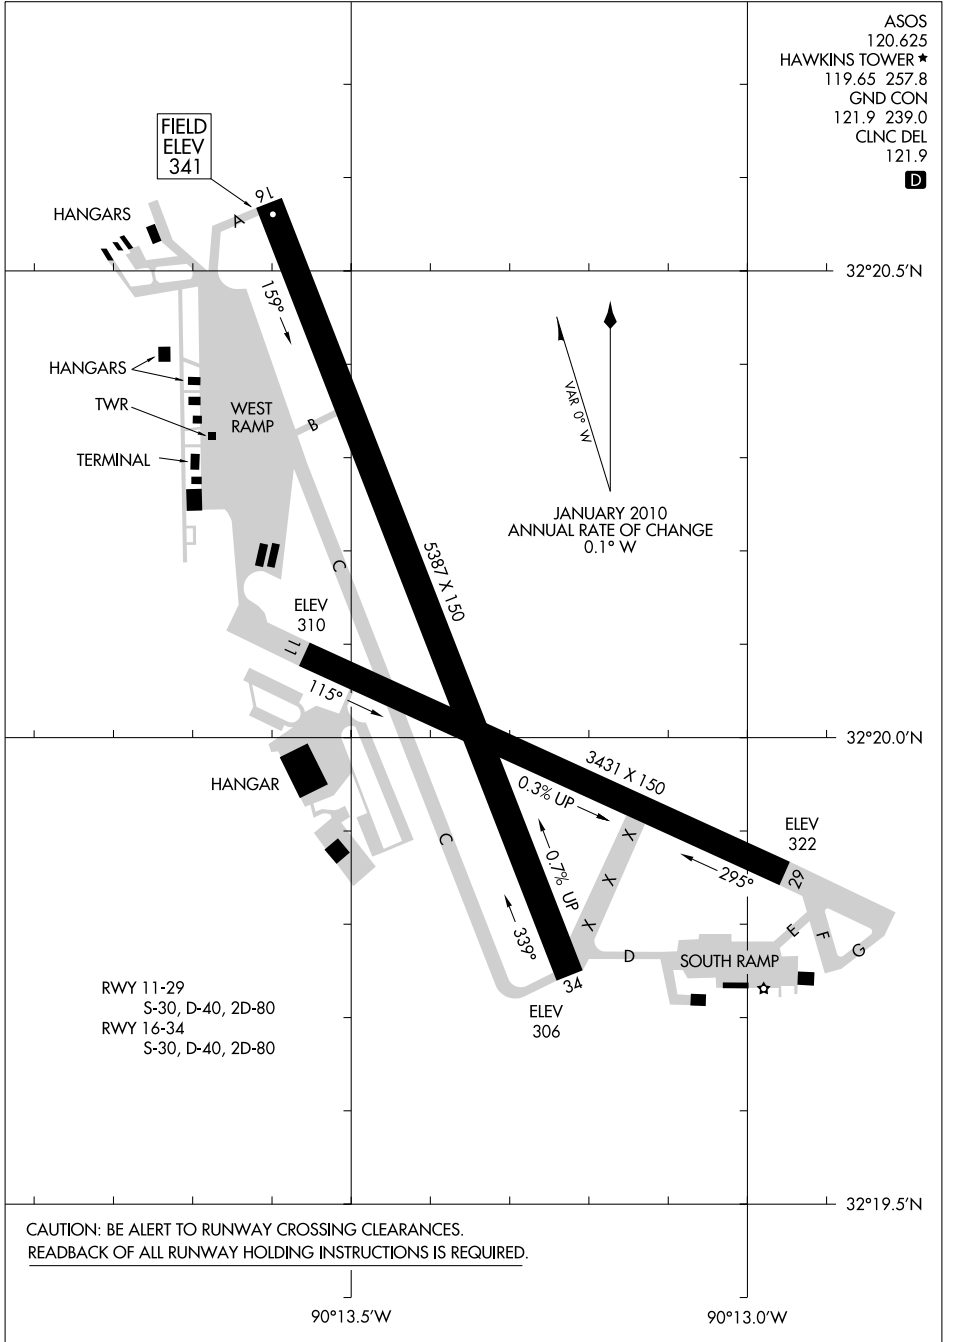 ASOS
120.625
HAWKINS TOWER ★
119.65 257.8
GND CON
121.9 239.0
CLNC DEL
121.9
D
FIELD
ELEV
341
16
A
HANGARS
32°20.5'N
159°
VAR 0° W
HANGARS
TWR
WEST
RAMP
B
TERMINAL
JANUARY 2010
ANNUAL RATE OF CHANGE
0.1° W
5387 X 150
C
ELEV
310
11
115°
32°20.0'N
3431 X 150
0.3% UP
HANGAR
ELEV
322
X
X
X
C
0.7% UP
295°
29
339°
E
F
G
D
SOUTH RAMP
34
ELEV
306
RWY 11-29
S-30, D-40, 2D-80
RWY 16-34
S-30, D-40, 2D-80
32°19.5'N
CAUTION: BE ALERT TO RUNWAY CROSSING CLEARANCES.
READBACK OF ALL RUNWAY HOLDING INSTRUCTIONS IS REQUIRED.
90°13.5'W
90°13.0'W